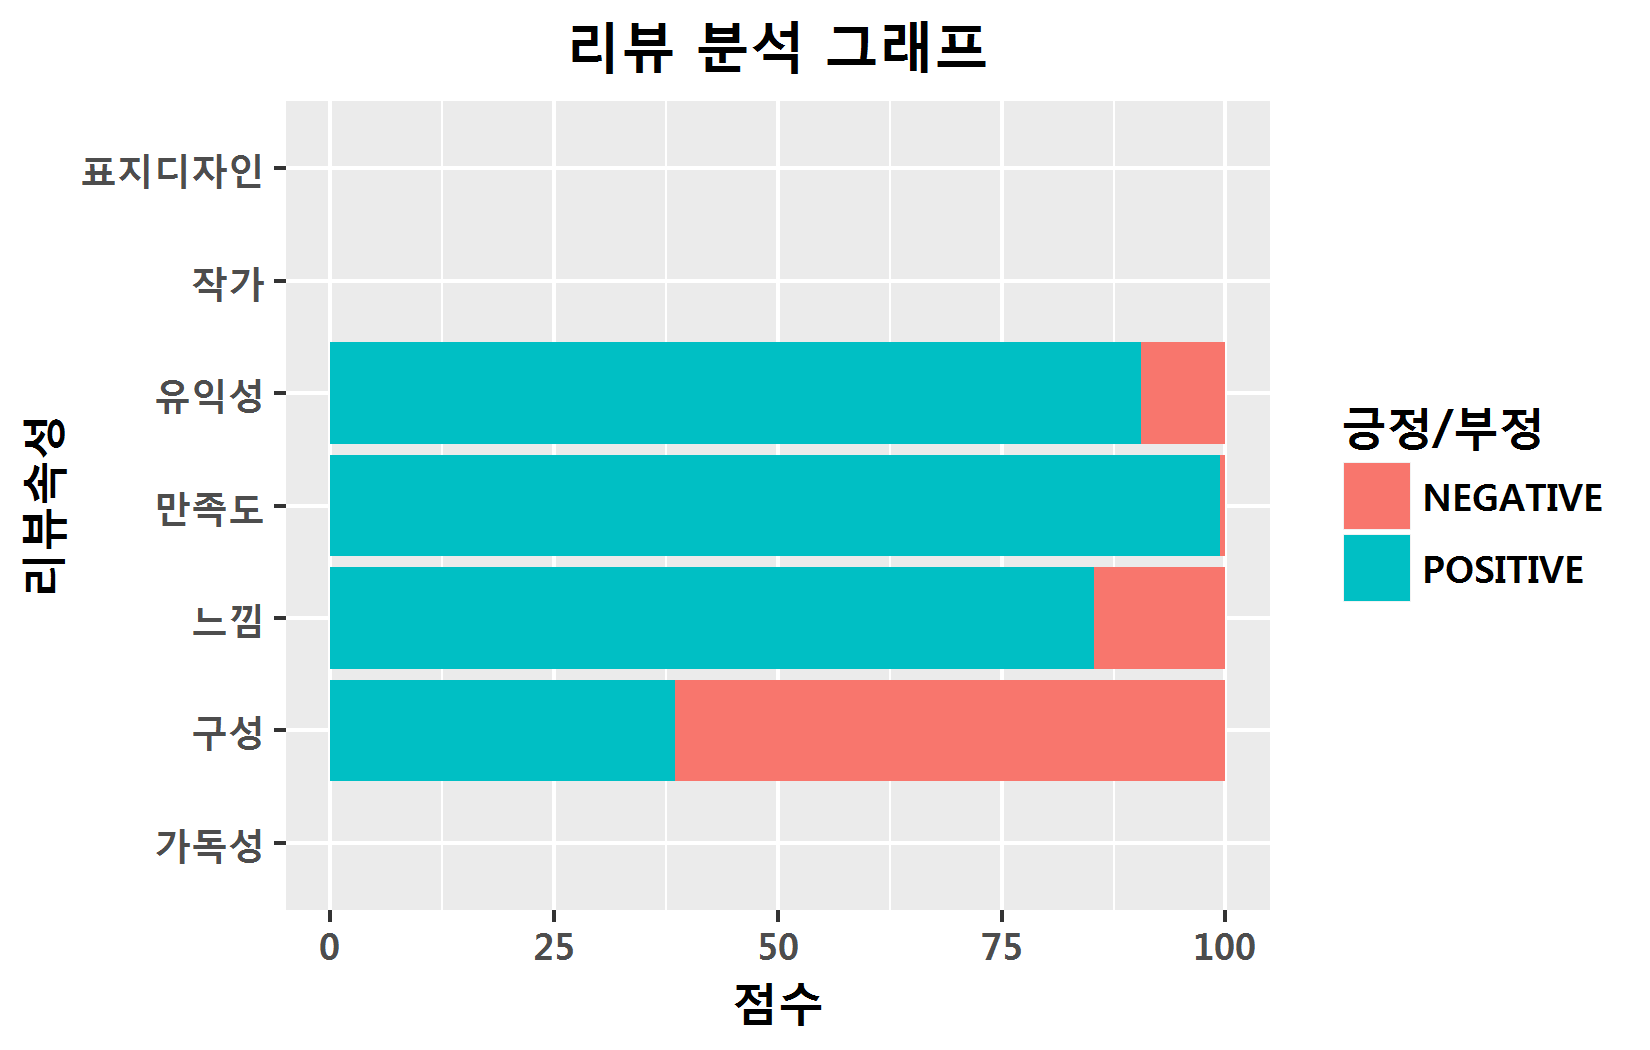 리뷰 분석 그래프
리뷰속성
표지디자인
작가
유익성
만족도
느낌
구성
가독성
0 25 50 75 100
점수
긍정/부정
NEGATIVE
POSITIVE